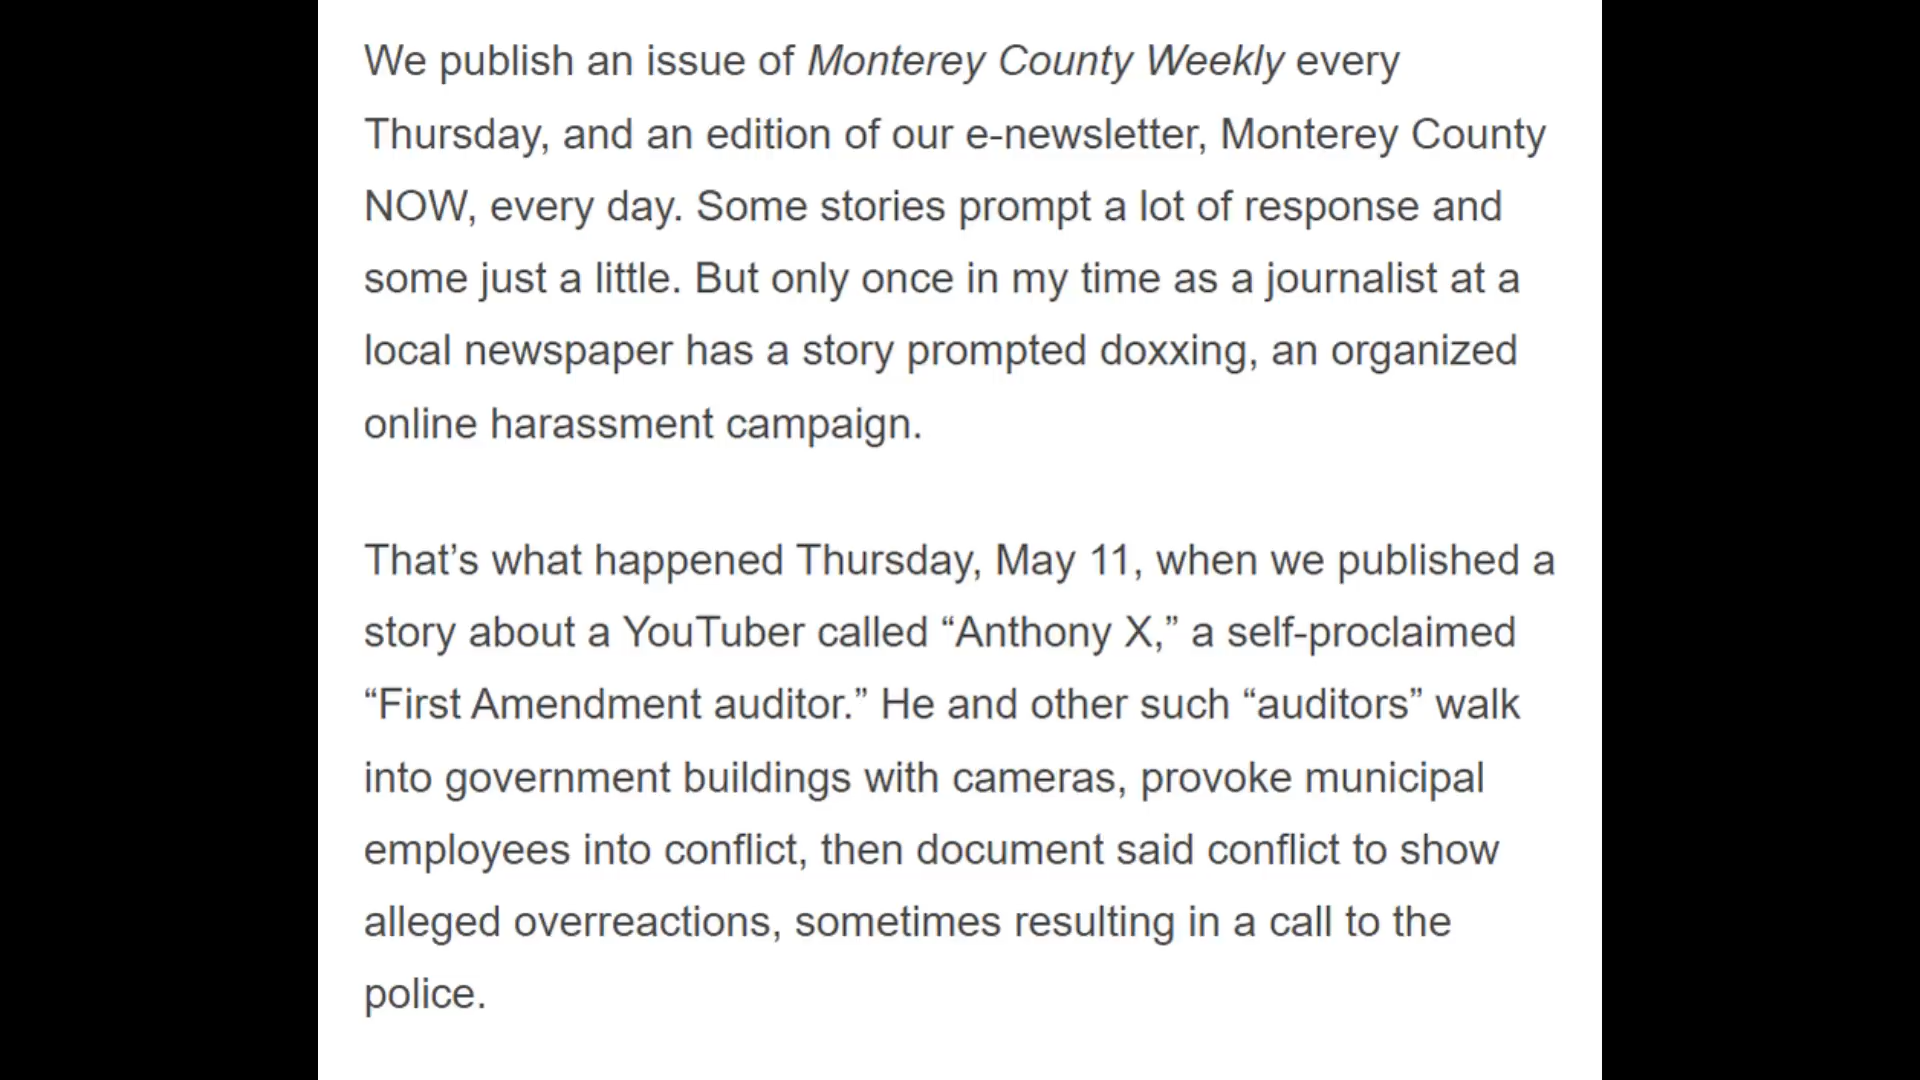 We publish an issue of Monterey County Weekly every
Thursday, and an edition of our e-newsletter, Monterey County
NOW, every day. Some stories prompt a lot of response and
some just a little. But only once in my time as a journalist at a
local newspaper has a story prompted doxxing, an organized
online harassment campaign.
That’s what happened Thursday, May 11, when we published a
story about a YouTuber called “Anthony X,” a self-proclaimed
“First Amendment auditor.” He and other such “auditors” walk
into government buildings with cameras, provoke municipal
employees into conflict, then document said conflict to show
alleged overreactions, sometimes resulting in a call to the
police.